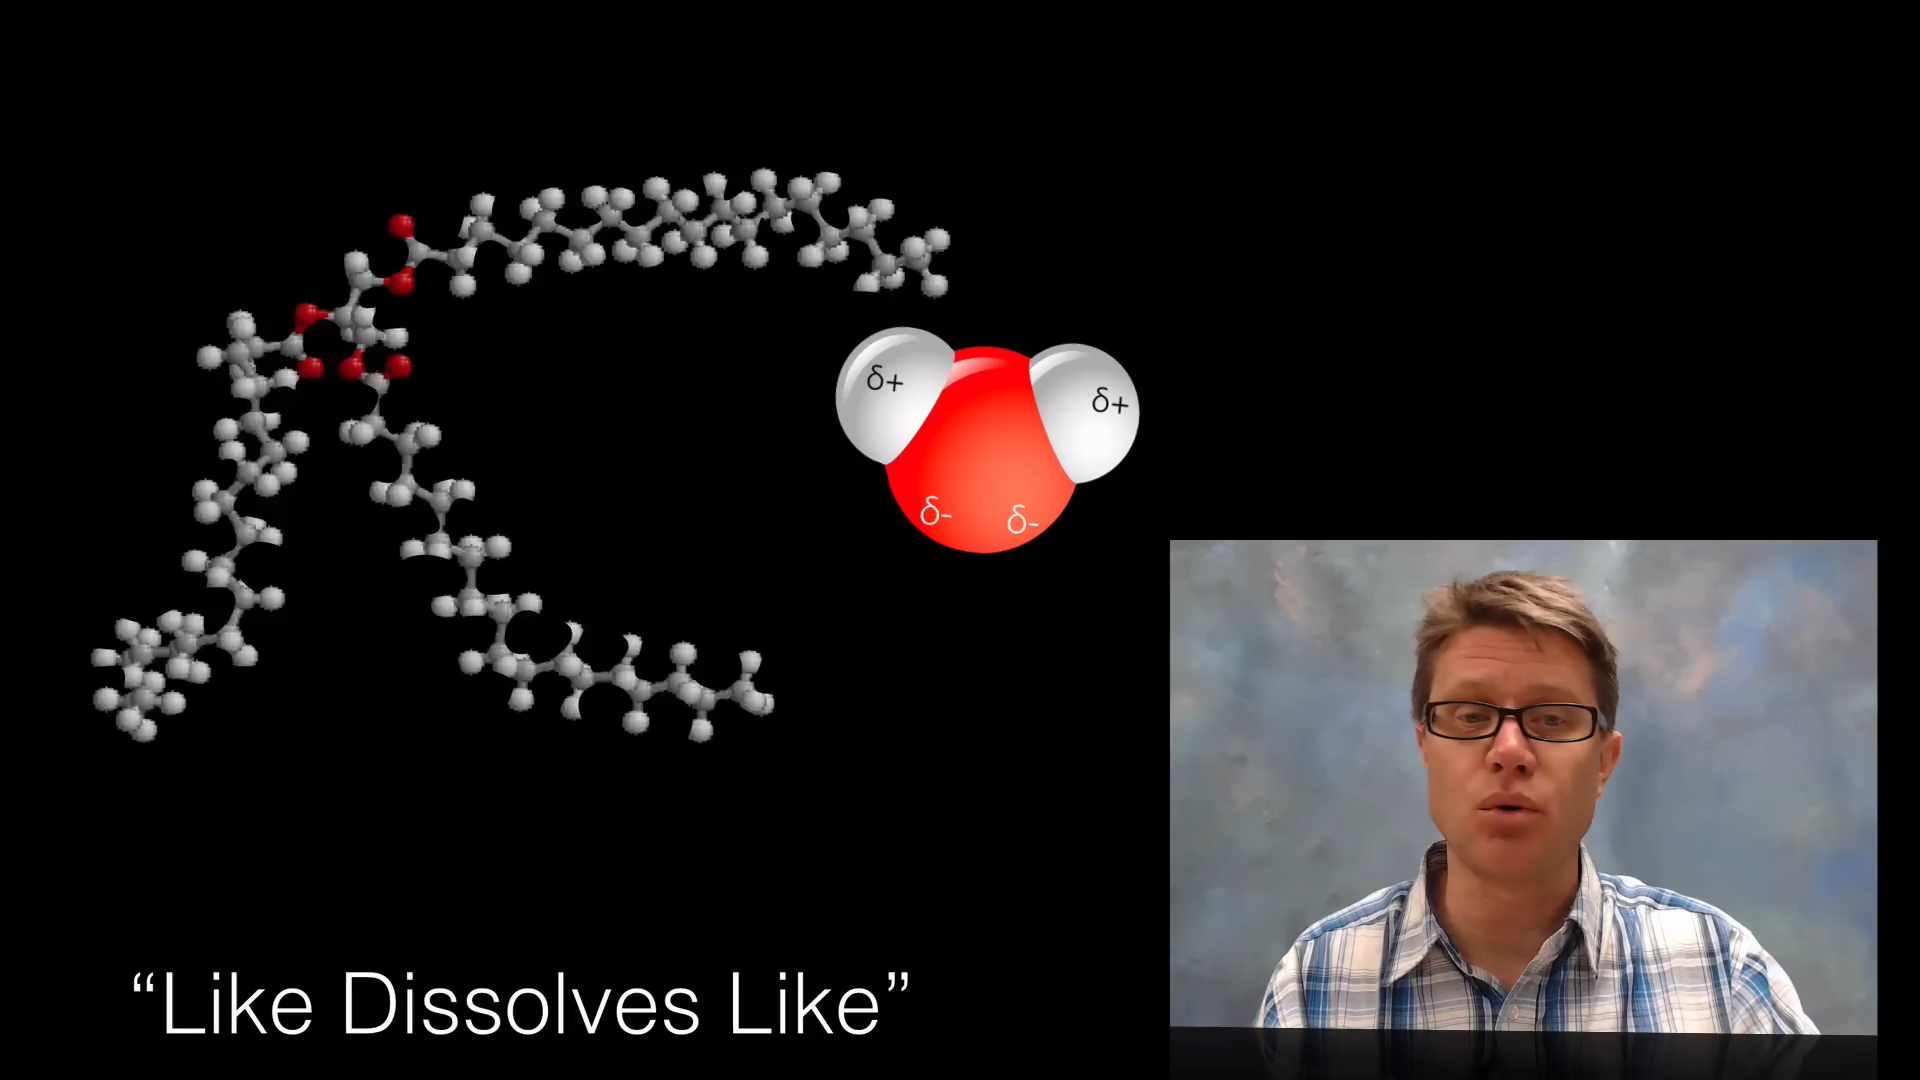 δ+
δ+
δ-
δ-
“Like Dissolves Like”